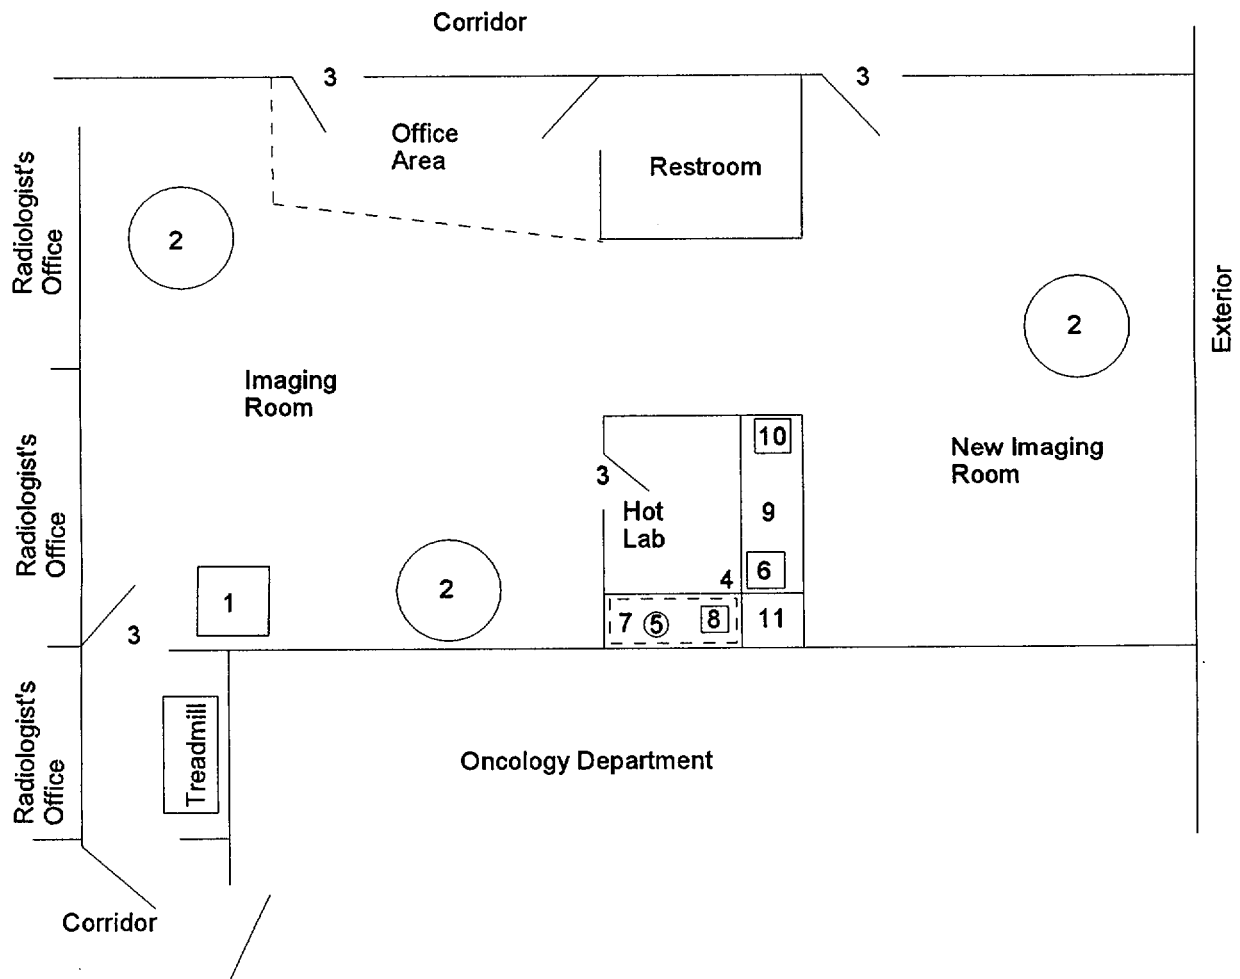 Corridor
3
3
Office
Area
Restroom
Radiologist's
Office
2
Exterior
2
Imaging
Room
10
New Imaging
Room
Radiologist's
Office
3
Hot
Lab
9
4
6
1
2
7
5
8
11
3
Radiologist's
Office
Treadmill
Oncology Department
Corridor